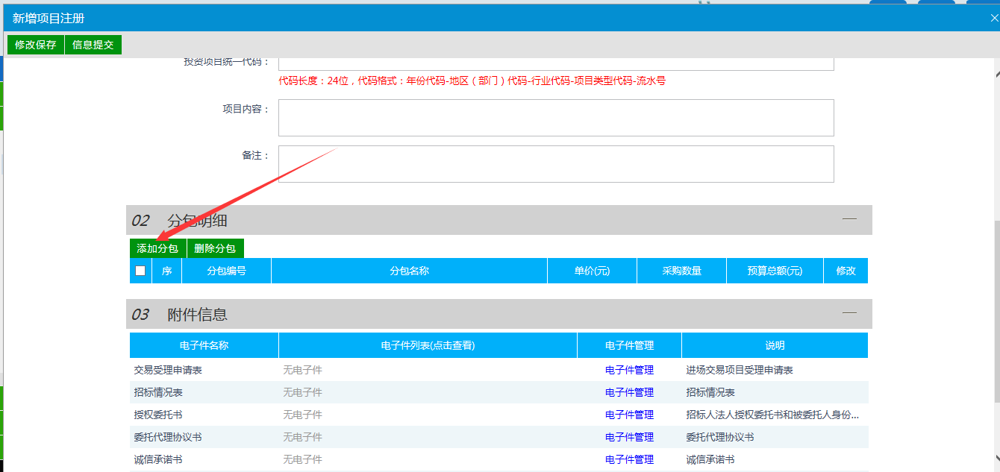 新增项目注册
修改保存 信息提交
投资项目统一代码：
代码长度：24位，代码格式：年份代码-地区（部门）代码-行业代码-项目类型代码-流水号
项目内容：
备注：
02 分包明细
添加分包 删除分包
序 分包编号 分包名称 单价(元) 采购数量 预算总额(元) 修改
03 附件信息
电子件名称 电子件列表(点击查看) 电子件管理 说明
交易受理申请表 无电子件 电子件管理 进场交易项目受理申请表
招标情况表 无电子件 电子件管理 招标情况表
授权委托书 无电子件 电子件管理 招标人法人授权委托书和被委托人身份...
委托代理协议书 无电子件 电子件管理 委托代理协议书
诚信承诺书 无电子件 电子件管理 诚信承诺书